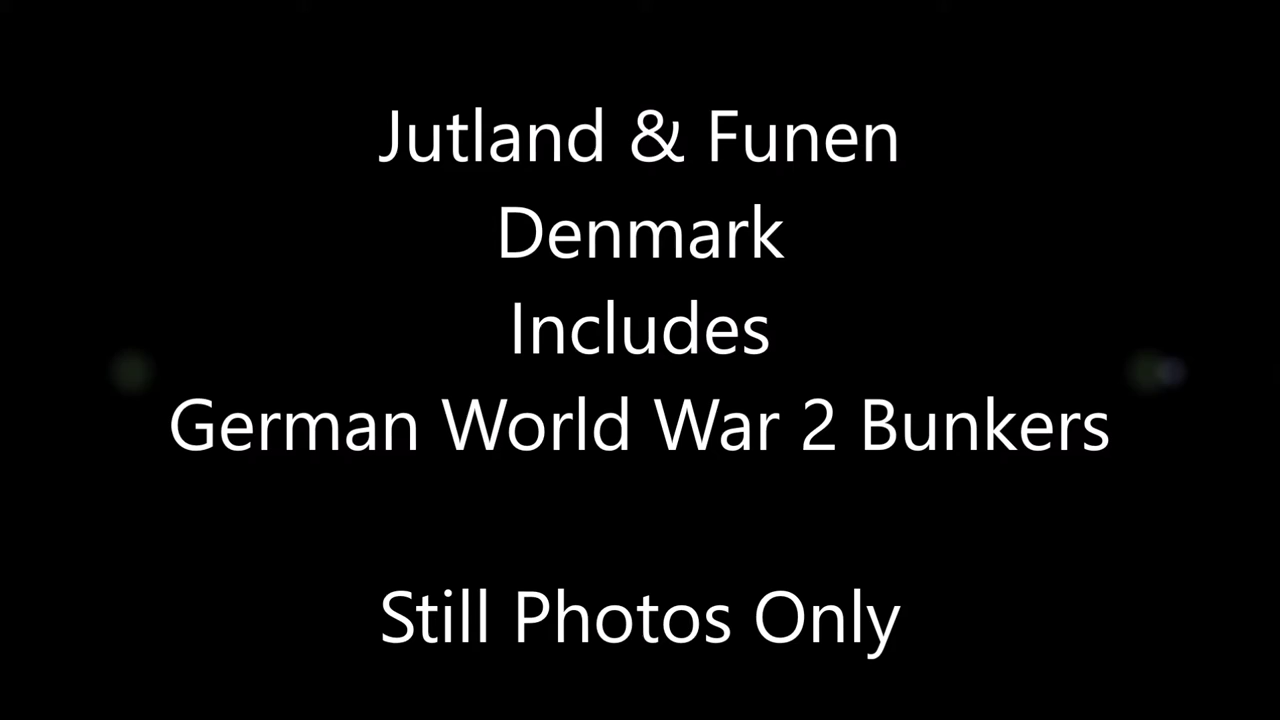 Jutland & Funen
Denmark
Includes
German World War 2 Bunkers
Still Photos Only